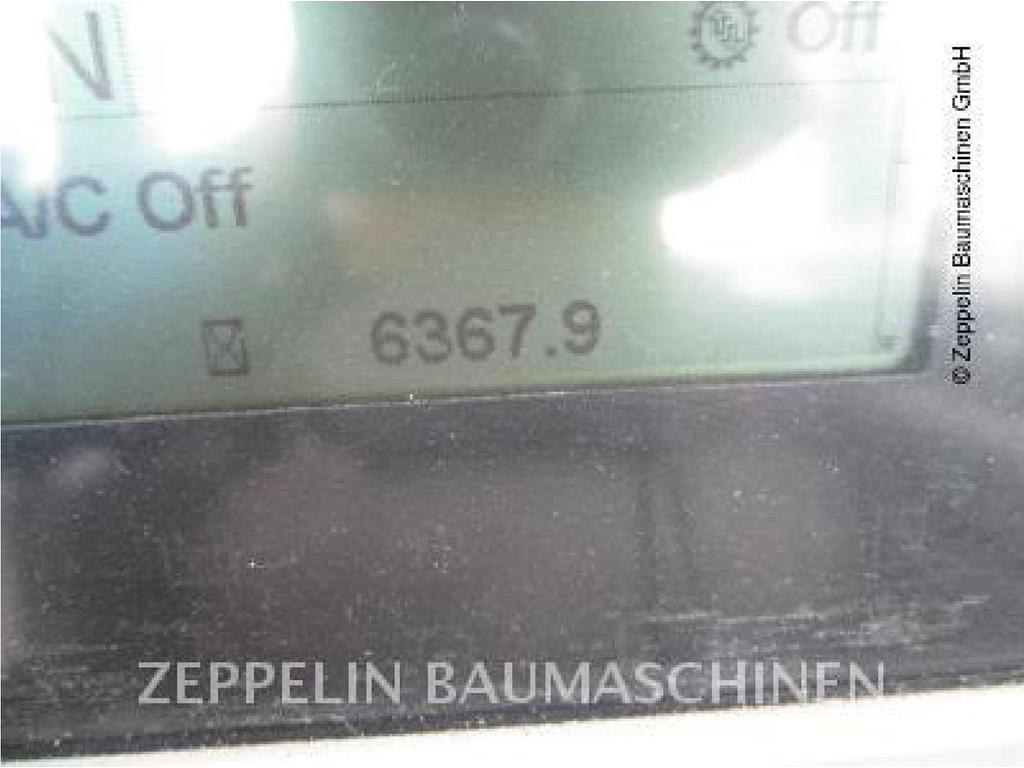 N
Off
A/C Off
6367.9
ZEPPELIN BAUMASCHINEN
© Zeppelin Baumaschinen GmbH